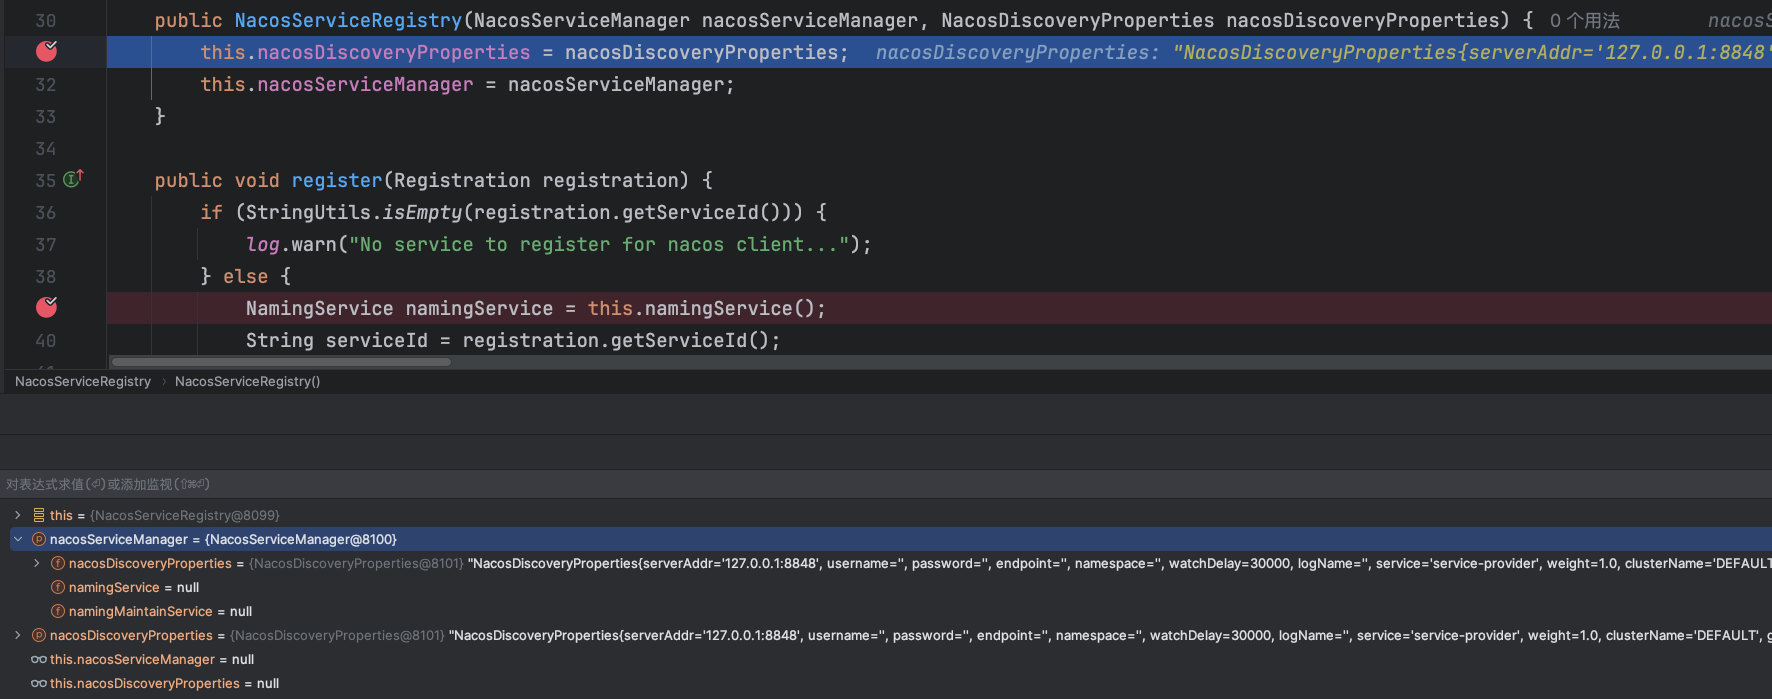 30 public NacosServiceRegistry(NacosServiceManager nacosServiceManager, NacosDiscoveryProperties nacosDiscoveryProperties) { 0 个用法 nacosS
this.nacosDiscoveryProperties = nacosDiscoveryProperties; nacosDiscoveryProperties: "NacosDiscoveryProperties{serverAddr='127.0.0.1:8848'
32 this.nacosServiceManager = nacosServiceManager;
33 }
34
35 public void register(Registration registration) {
36 if (StringUtils.isEmpty(registration.getServiceId())) {
37 log.warn("No service to register for nacos client...");
38 } else {
NamingService namingService = this.namingService();
40 String serviceId = registration.getServiceId();
NacosServiceRegistry › NacosServiceRegistry()
对表达式求值(⏎)或添加监视(⇧⌘⏎)
this = {NacosServiceRegistry@8099}
nacosServiceManager = {NacosServiceManager@8100}
nacosDiscoveryProperties = {NacosDiscoveryProperties@8101} "NacosDiscoveryProperties{serverAddr='127.0.0.1:8848', username='', password='', endpoint='', namespace='', watchDelay=30000, logName='', service='service-provider', weight=1.0, clusterName='DEFAULT
namingService = null
namingMaintainService = null
nacosDiscoveryProperties = {NacosDiscoveryProperties@8101} "NacosDiscoveryProperties{serverAddr='127.0.0.1:8848', username='', password='', endpoint='', namespace='', watchDelay=30000, logName='', service='service-provider', weight=1.0, clusterName='DEFAULT', g
this.nacosServiceManager = null
this.nacosDiscoveryProperties = null